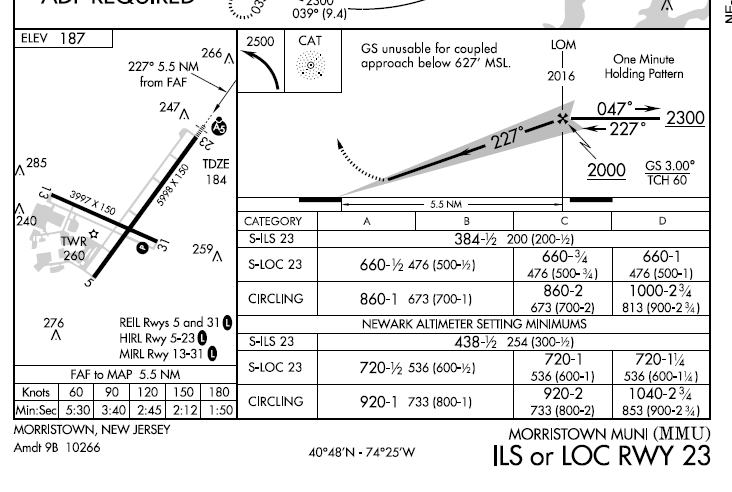 ADF REQUIRED
2300
039° (9.4)
ELEV 187
266
227° 5.5 NM
from FAF
247
A5
23
TDZE
184
285
13
3997 X 150
5998 X 150
240
TWR
260
P
31
259
5
276
REIL Rwys 5 and 31 L
HIRL Rwy 5-23 L
MIRL Rwy 13-31 L
FAF to MAP 5.5 NM
Knots 60 90 120 150 180
Min:Sec 5:30 3:40 2:45 2:12 1:50
2500
CAT
GS unusable for coupled
approach below 627' MSL.
LOM
2016
One Minute
Holding Pattern
047°
2300
227°
227°
2000
GS 3.00°
TCH 60
5.5 NM
CATEGORY A B C D
S-ILS 23 384-½ 200 (200-½)
S-LOC 23 660-½ 476 (500-½) 660-¾ 476 (500-¾) 660-1 476 (500-1)
CIRCLING 860-1 673 (700-1) 860-2 673 (700-2) 1000-2¾ 813 (900-2¾)
NEWARK ALTIMETER SETTING MINIMUMS
S-ILS 23 438-½ 254 (300-½)
S-LOC 23 720-½ 536 (600-½) 720-1 536 (600-1) 720-1¼ 536 (600-1¼)
CIRCLING 920-1 733 (800-1) 920-2 733 (800-2) 1040-2¾ 853 (900-2¾)
MORRISTOWN, NEW JERSEY
Amdt 9B 10266
40°48'N - 74°25'W
MORRISTOWN MUNI (MMU)
ILS or LOC RWY 23